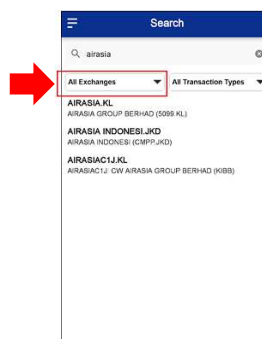 Search
airasia
All Exchanges
All Transaction Types
AIRASIA.KL
AIRASIA GROUP BERHAD (5099.KL)
AIRASIA INDONESI.JKD
AIRASIA INDONESI (CMPP.JKD)
AIRASIAC1J.KL
AIRASIAC1J: CW AIRASIA GROUP BERHAD (KIBB)